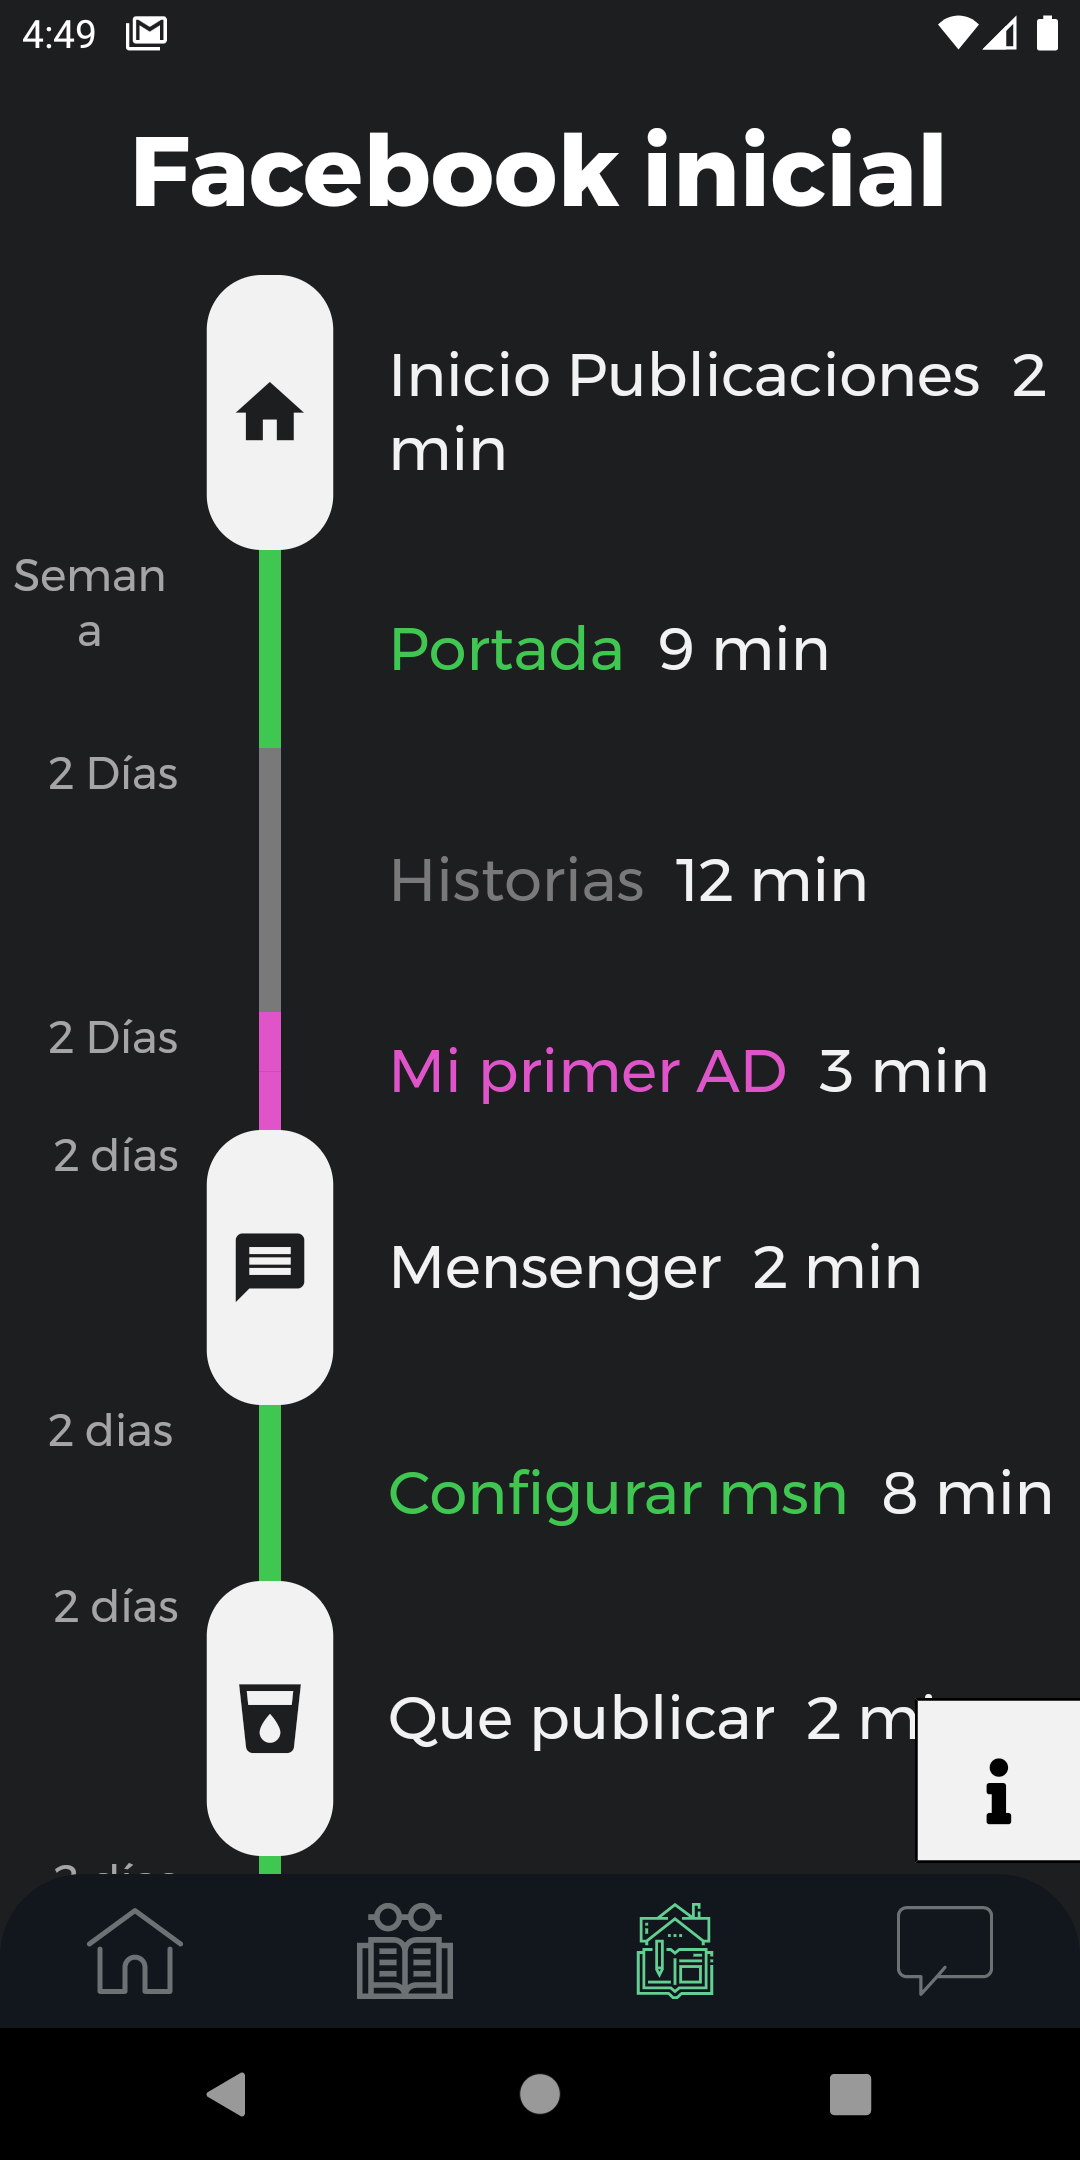 4:49
Facebook inicial
Inicio Publicaciones 2
min
Seman
a
Portada 9 min
2 Días
Historias 12 min
2 Días
Mi primer AD 3 min
2 días
Mensenger 2 min
2 dias
Configurar msn 8 min
2 días
Que publicar 2